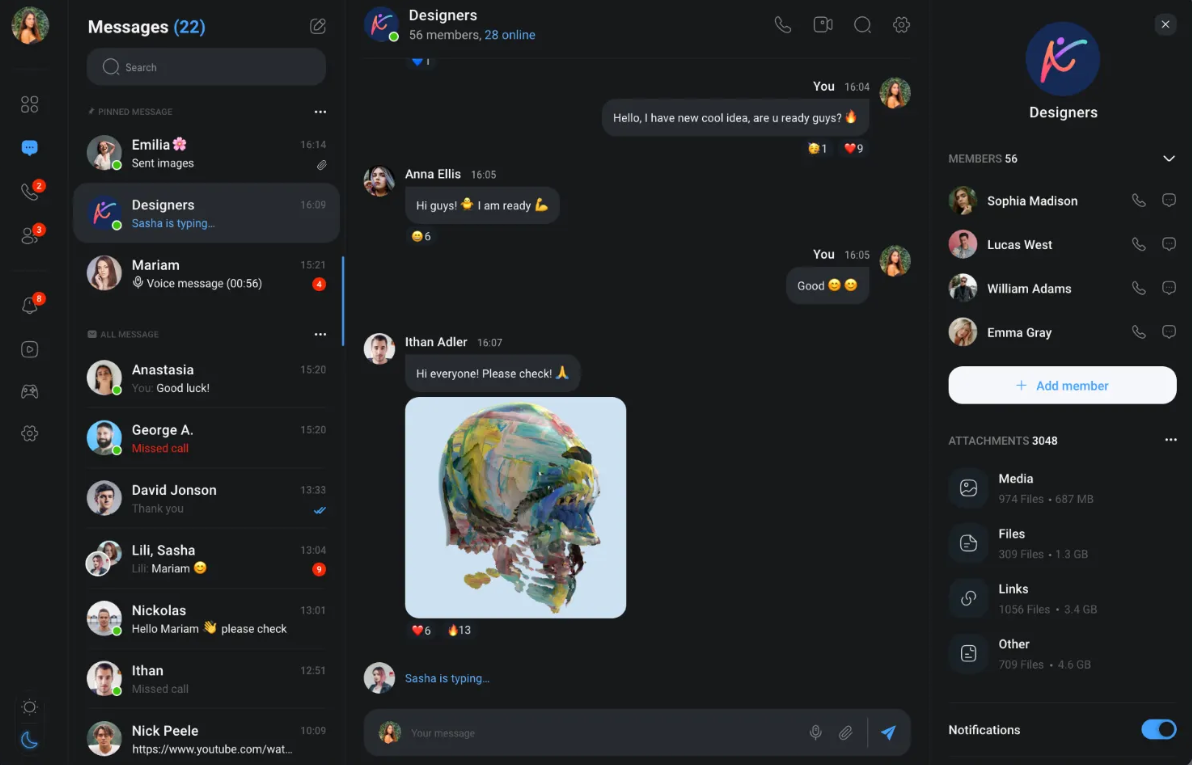 Messages (22)
Search
PINNED MESSAGE
Emilia🌸 16:14
Sent images
Designers 16:09
Sasha is typing...
Mariam 15:21
Voice message (00:56) 4
ALL MESSAGE
Anastasia 15:20
You: Good luck!
George A. 15:20
Missed call
David Jonson 13:33
Thank you
Lili, Sasha 13:04
Lili: Mariam 😊 9
Nickolas 13:01
Hello Mariam 👋 please check
Ithan 12:51
Missed call
Nick Peele 10:09
https://www.youtube.com/wat...
2
3
8
Designers
56 members, 28 online
💙1
You 16:04
Hello, I have new cool idea, are u ready guys? 🔥
🥳1 ❤️9
Anna Ellis 16:05
Hi guys! 🐥 I am ready 💪
😄6
You 16:05
Good 😊😊
Ithan Adler 16:07
Hi everyone! Please check! 🙏
❤️6 🔥13
Sasha is typing...
Your message
Designers
MEMBERS 56
Sophia Madison
Lucas West
William Adams
Emma Gray
+ Add member
ATTACHMENTS 3048
Media
974 Files • 687 MB
Files
309 Files • 1.3 GB
Links
1056 Files • 3.4 GB
Other
709 Files • 4.6 GB
Notifications